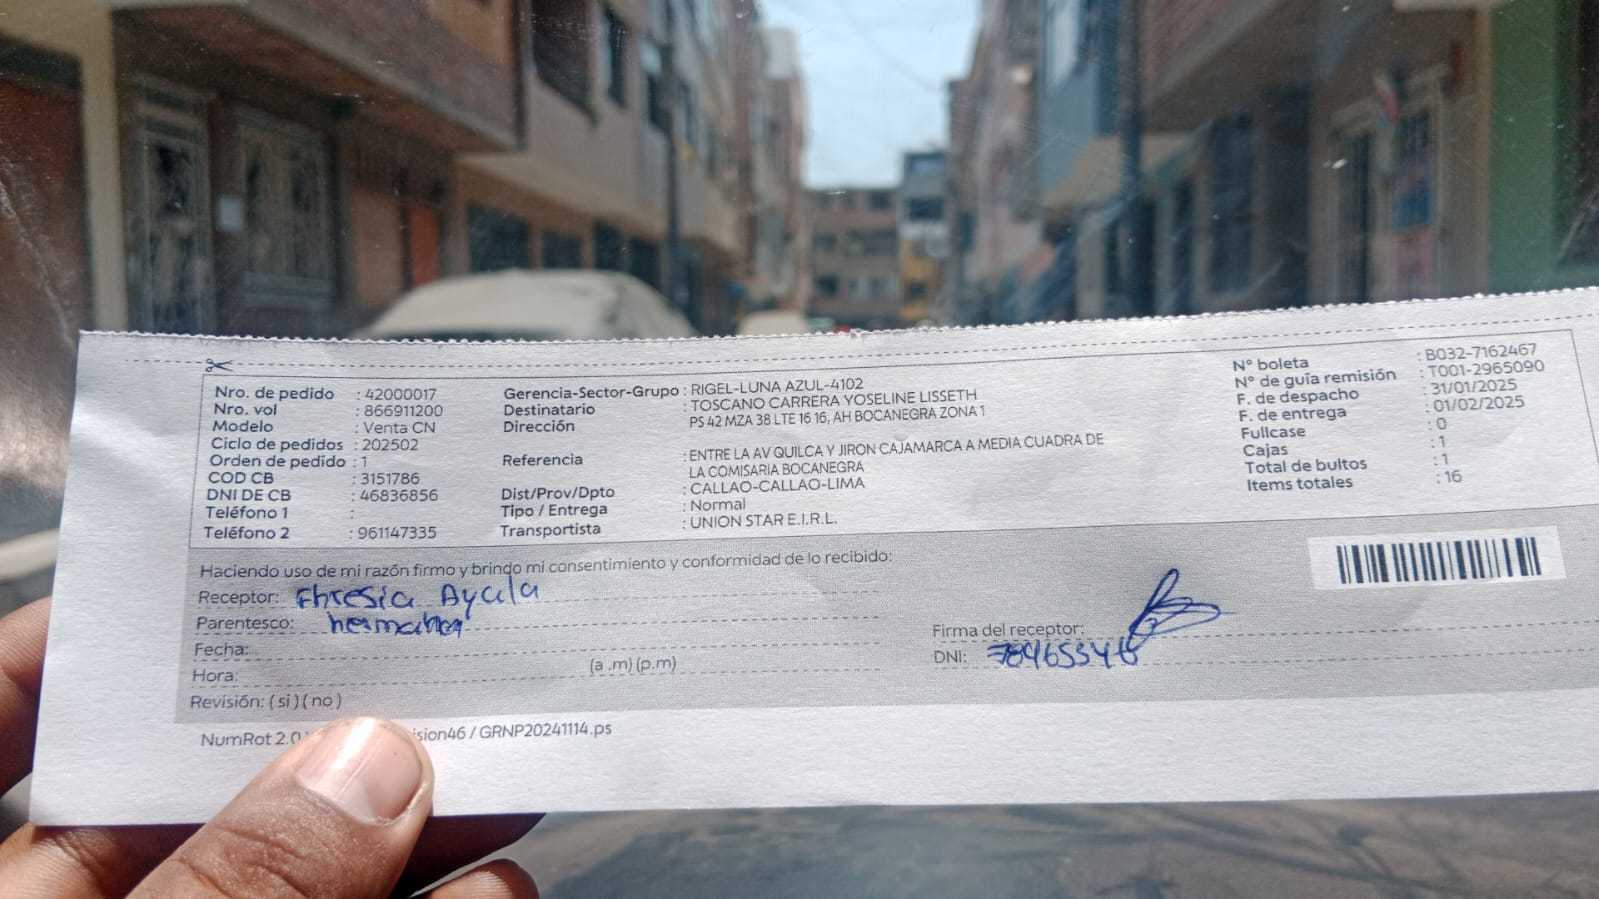 Nro. de pedido : 42000017
Nro. vol : 866911200
Modelo : Venta CN
Ciclo de pedidos : 202502
Orden de pedido : 1
COD CB : 3151786
DNI DE CB : 46836856
Teléfono 1 :
Teléfono 2 : 961147335
Gerencia-Sector-Grupo : RIGEL-LUNA AZUL-4102
Destinatario : TOSCANO CARRERA YOSELINE LISSETH
Dirección PS 42 MZA 38 LTE 16 16, AH BOCANEGRA ZONA 1
Referencia : ENTRE LA AV QUILCA Y JIRON CAJAMARCA A MEDIA CUADRA DE
LA COMISARIA BOCANEGRA
Dist/Prov/Dpto : CALLAO-CALLAO-LIMA
Tipo / Entrega : Normal
Transportista : UNION STAR E.I.R.L.
N° boleta : B032-7162467
N° de guía remisión : T001-2965090
F. de despacho : 31/01/2025
F. de entrega : 01/02/2025
Fullcase : 0
Cajas : 1
Total de bultos : 1
Items totales : 16
Haciendo uso de mi razón firmo y brindo mi consentimiento y conformidad de lo recibido:
Receptor: Ayala
Parentesco: hermana
Fecha:
Hora: (a .m) (p.m)
Revisión: ( si ) ( no )
Firma del receptor:
DNI:
NumRot 2.0 ision46 / GRNP20241114.ps